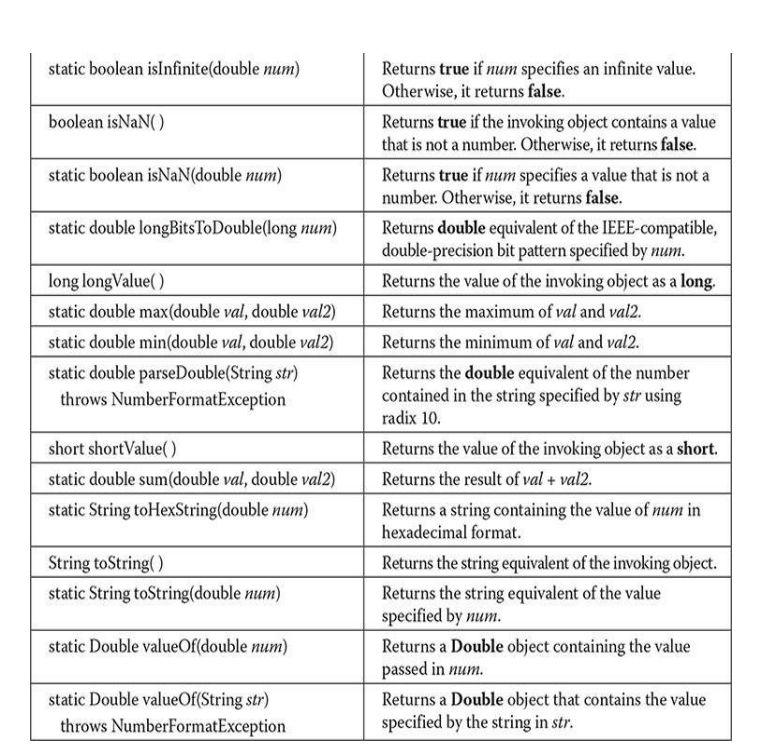 static boolean isInfinite(double num)
Returns true if num specifies an infinite value.
Otherwise, it returns false.
boolean isNaN( )
Returns true if the invoking object contains a value
that is not a number. Otherwise, it returns false.
static boolean isNaN(double num)
Returns true if num specifies a value that is not a
number. Otherwise, it returns false.
static double longBitsToDouble(long num)
Returns double equivalent of the IEEE-compatible,
double-precision bit pattern specified by num.
long longValue( )
Returns the value of the invoking object as a long.
static double max(double val, double val2)
Returns the maximum of val and val2.
static double min(double val, double val2)
Returns the minimum of val and val2.
static double parseDouble(String str)
throws NumberFormatException
Returns the double equivalent of the number
contained in the string specified by str using
radix 10.
short shortValue( )
Returns the value of the invoking object as a short.
static double sum(double val, double val2)
Returns the result of val + val2.
static String toHexString(double num)
Returns a string containing the value of num in
hexadecimal format.
String toString( )
Returns the string equivalent of the invoking object.
static String toString(double num)
Returns the string equivalent of the value
specified by num.
static Double valueOf(double num)
Returns a Double object containing the value
passed in num.
static Double valueOf(String str)
throws NumberFormatException
Returns a Double object that contains the value
specified by the string in str.